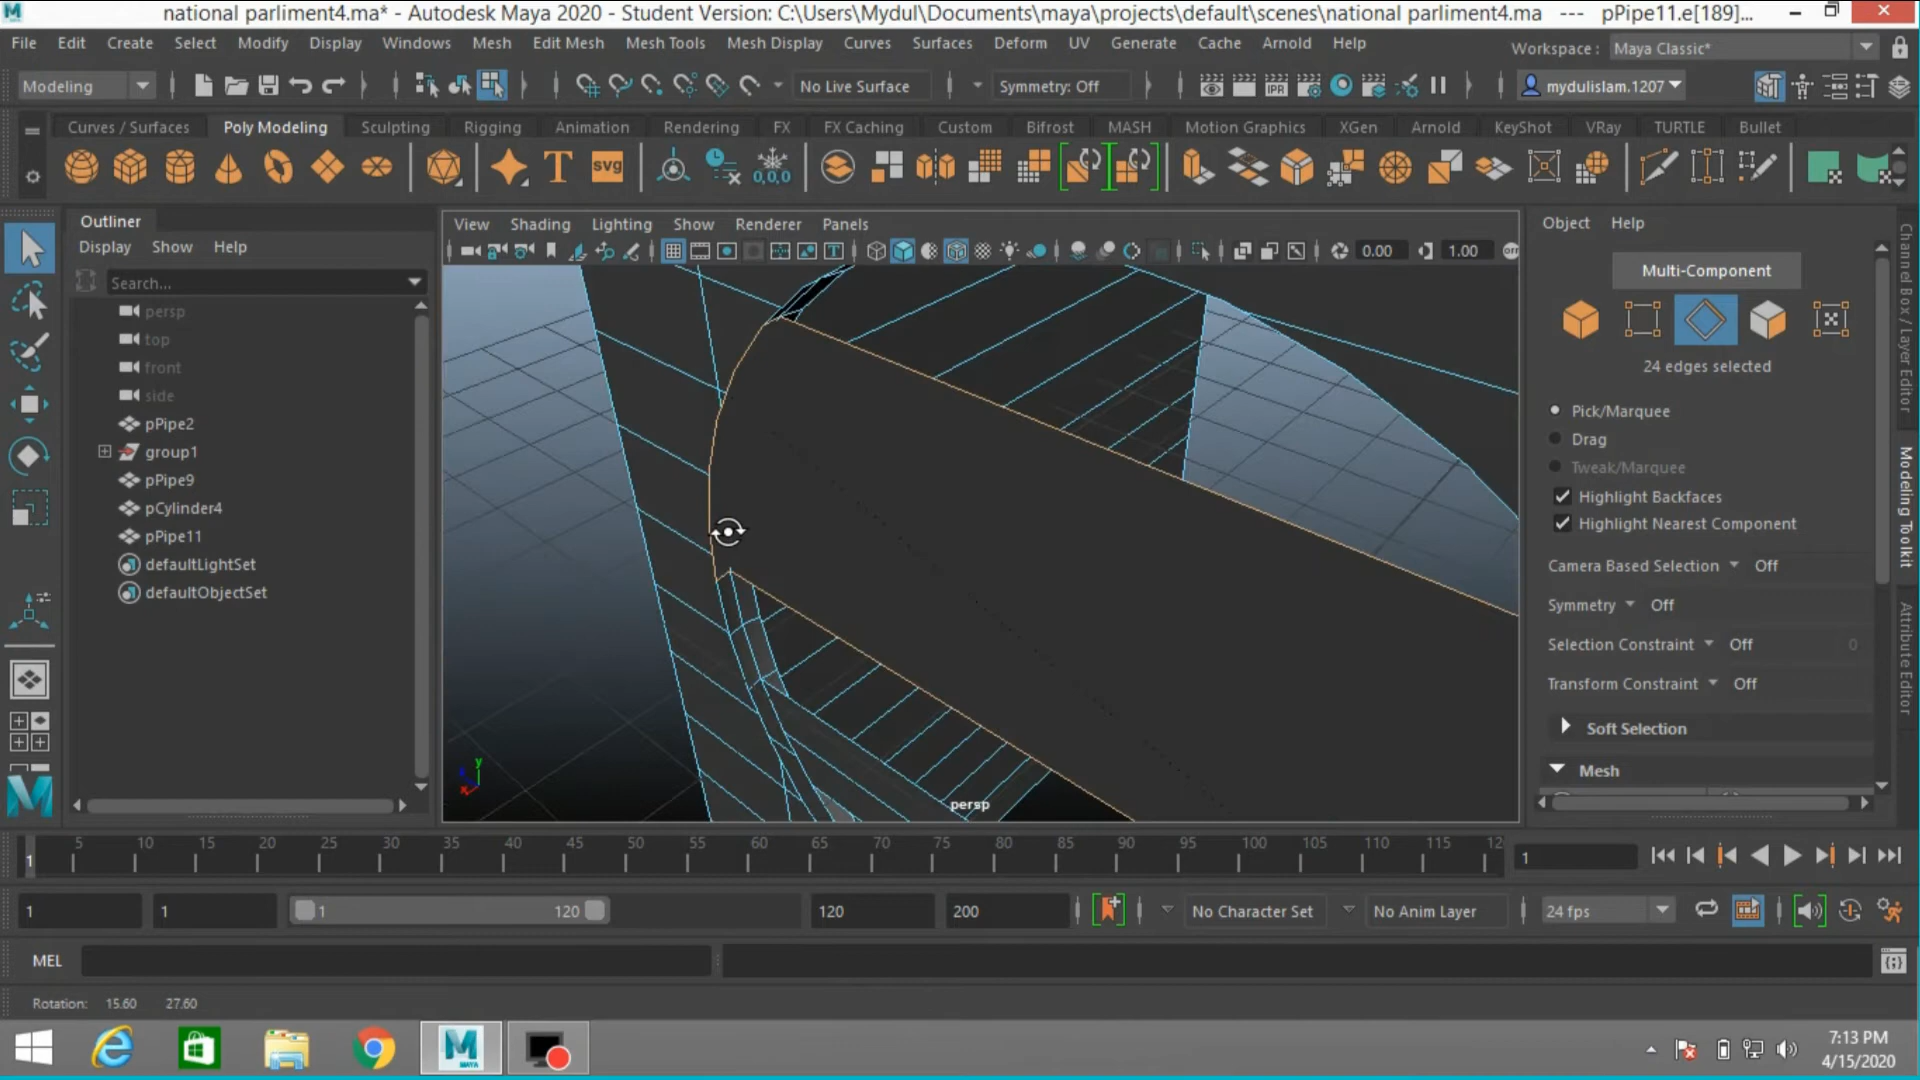 national parliment4.ma* - Autodesk Maya 2020 - Student Version: C:\Users\Mydul\Documents\maya\projects\default\scenes\national parliment4.ma --- pPipe11.e[189]...
File Edit Create Select Modify Display Windows Mesh Edit Mesh Mesh Tools Mesh Display Curves Surfaces Deform UV Generate Cache Arnold Help
Workspace : Maya Classic*
Modeling
No Live Surface
Symmetry: Off
IPR
mydulislam.1207
Curves / Surfaces Poly Modeling Sculpting Rigging Animation Rendering FX FX Caching Custom Bifrost MASH Motion Graphics XGen Arnold KeyShot VRay TURTLE Bullet
T
svg
0,0,0
Outliner
Display Show Help
Search...
persp
top
front
side
pPipe2
group1
pPipe9
pCylinder4
pPipe11
defaultLightSet
defaultObjectSet
View Shading Lighting Show Renderer Panels
0.00
1.00
y
x
persp
Object Help
Multi-Component
24 edges selected
Pick/Marquee
Drag
Tweak/Marquee
Highlight Backfaces
Highlight Nearest Component
Camera Based Selection Off
Symmetry Off
Selection Constraint Off 0
Transform Constraint Off
Soft Selection
Mesh
Channel Box / Layer Editor
Modeling Toolkit
Attribute Editor
1 5 10 15 20 25 30 35 40 45 50 55 60 65 70 75 80 85 90 95 100 105 110 115 12
1
1 1 1 120 120 200
No Character Set
No Anim Layer
24 fps
MEL
Rotation: 15.60 27.60
MAYA
7:13 PM
4/15/2020